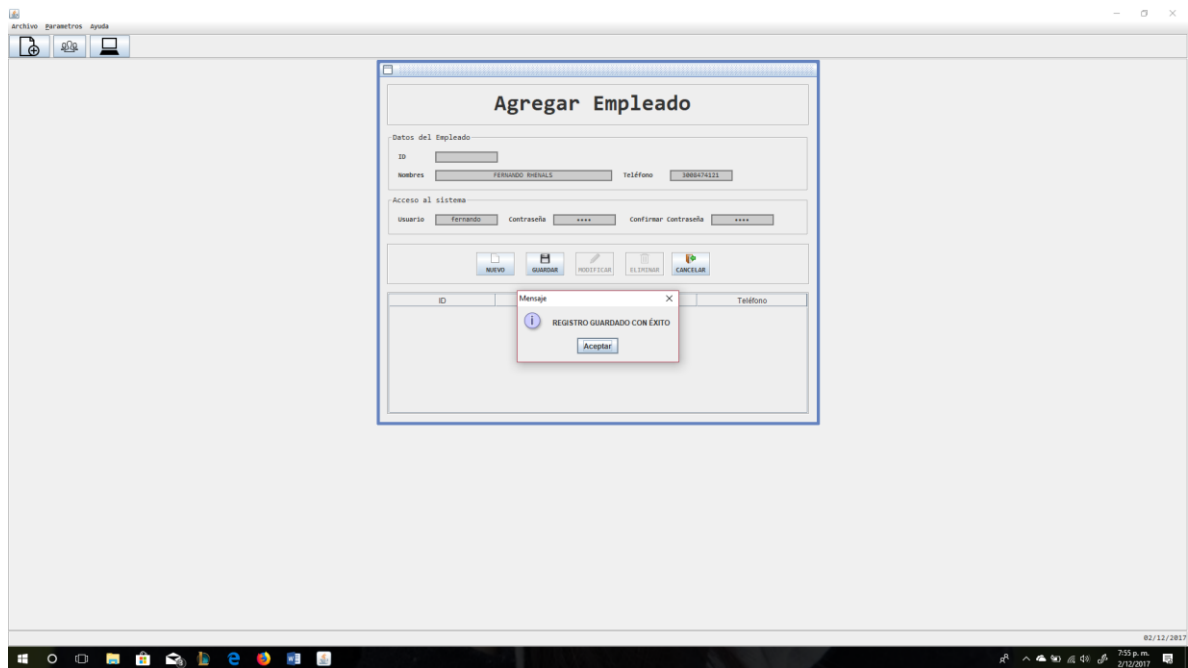 Archivo Parametros Ayuda
Agregar Empleado
Datos del Empleado
ID
Nombres FERNANDO RHENALS Teléfono 3008474121
Acceso al sistema
Usuario fernando Contraseña **** Confirmar Contraseña ****
NUEVO GUARDAR MODIFICAR ELIMINAR CANCELAR
ID Teléfono
Mensaje
REGISTRO GUARDADO CON ÉXITO
Aceptar
02/12/2017
7:55 p. m.
2/12/2017